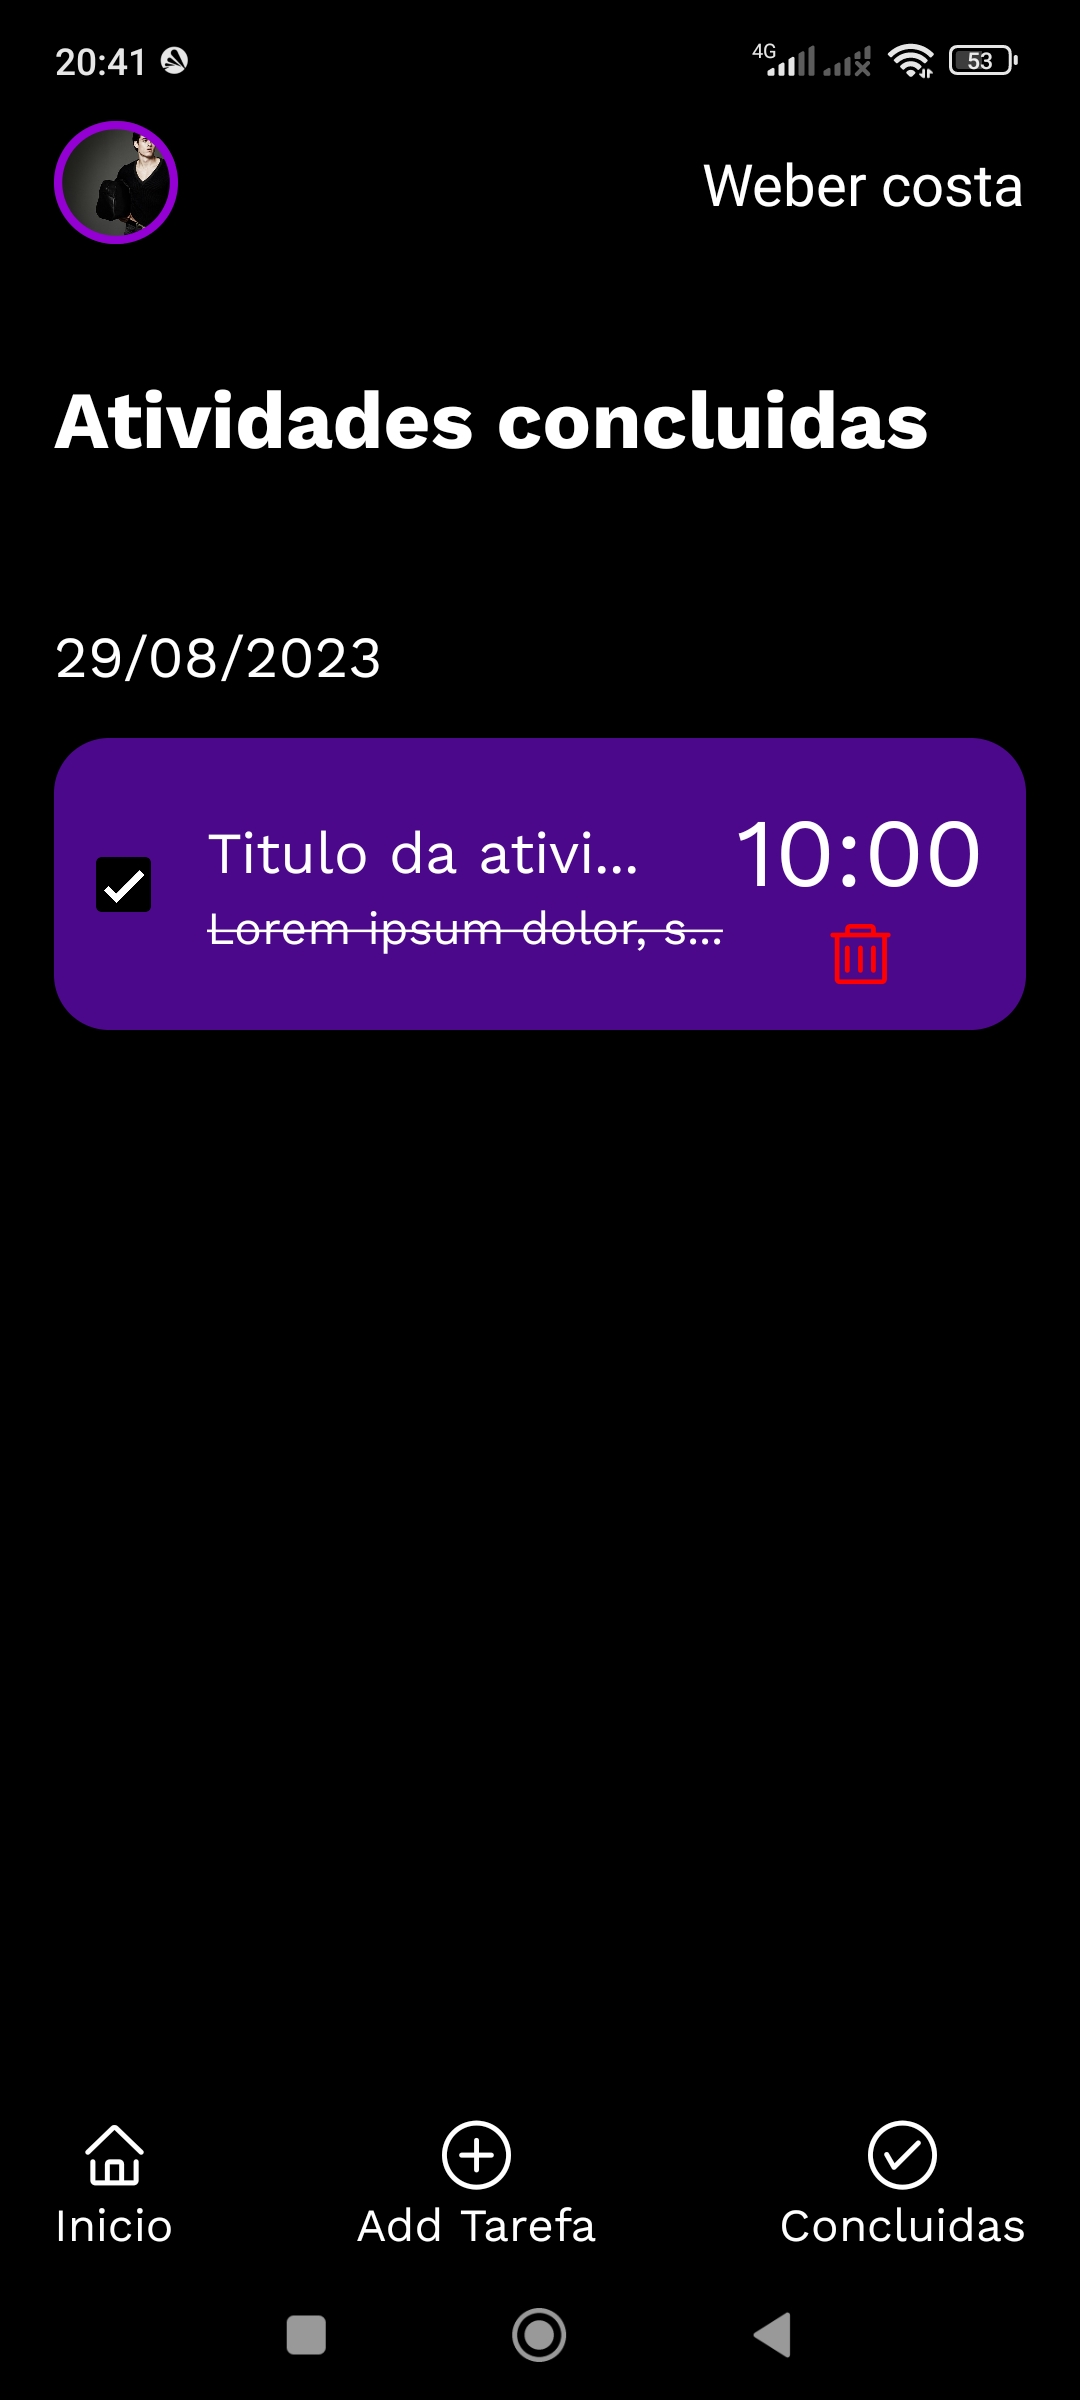 20:41
4G
53
Weber costa
Atividades concluidas
29/08/2023
Titulo da ativi...
10:00
Lorem ipsum dolor, s...
Inicio
Add Tarefa
Concluidas